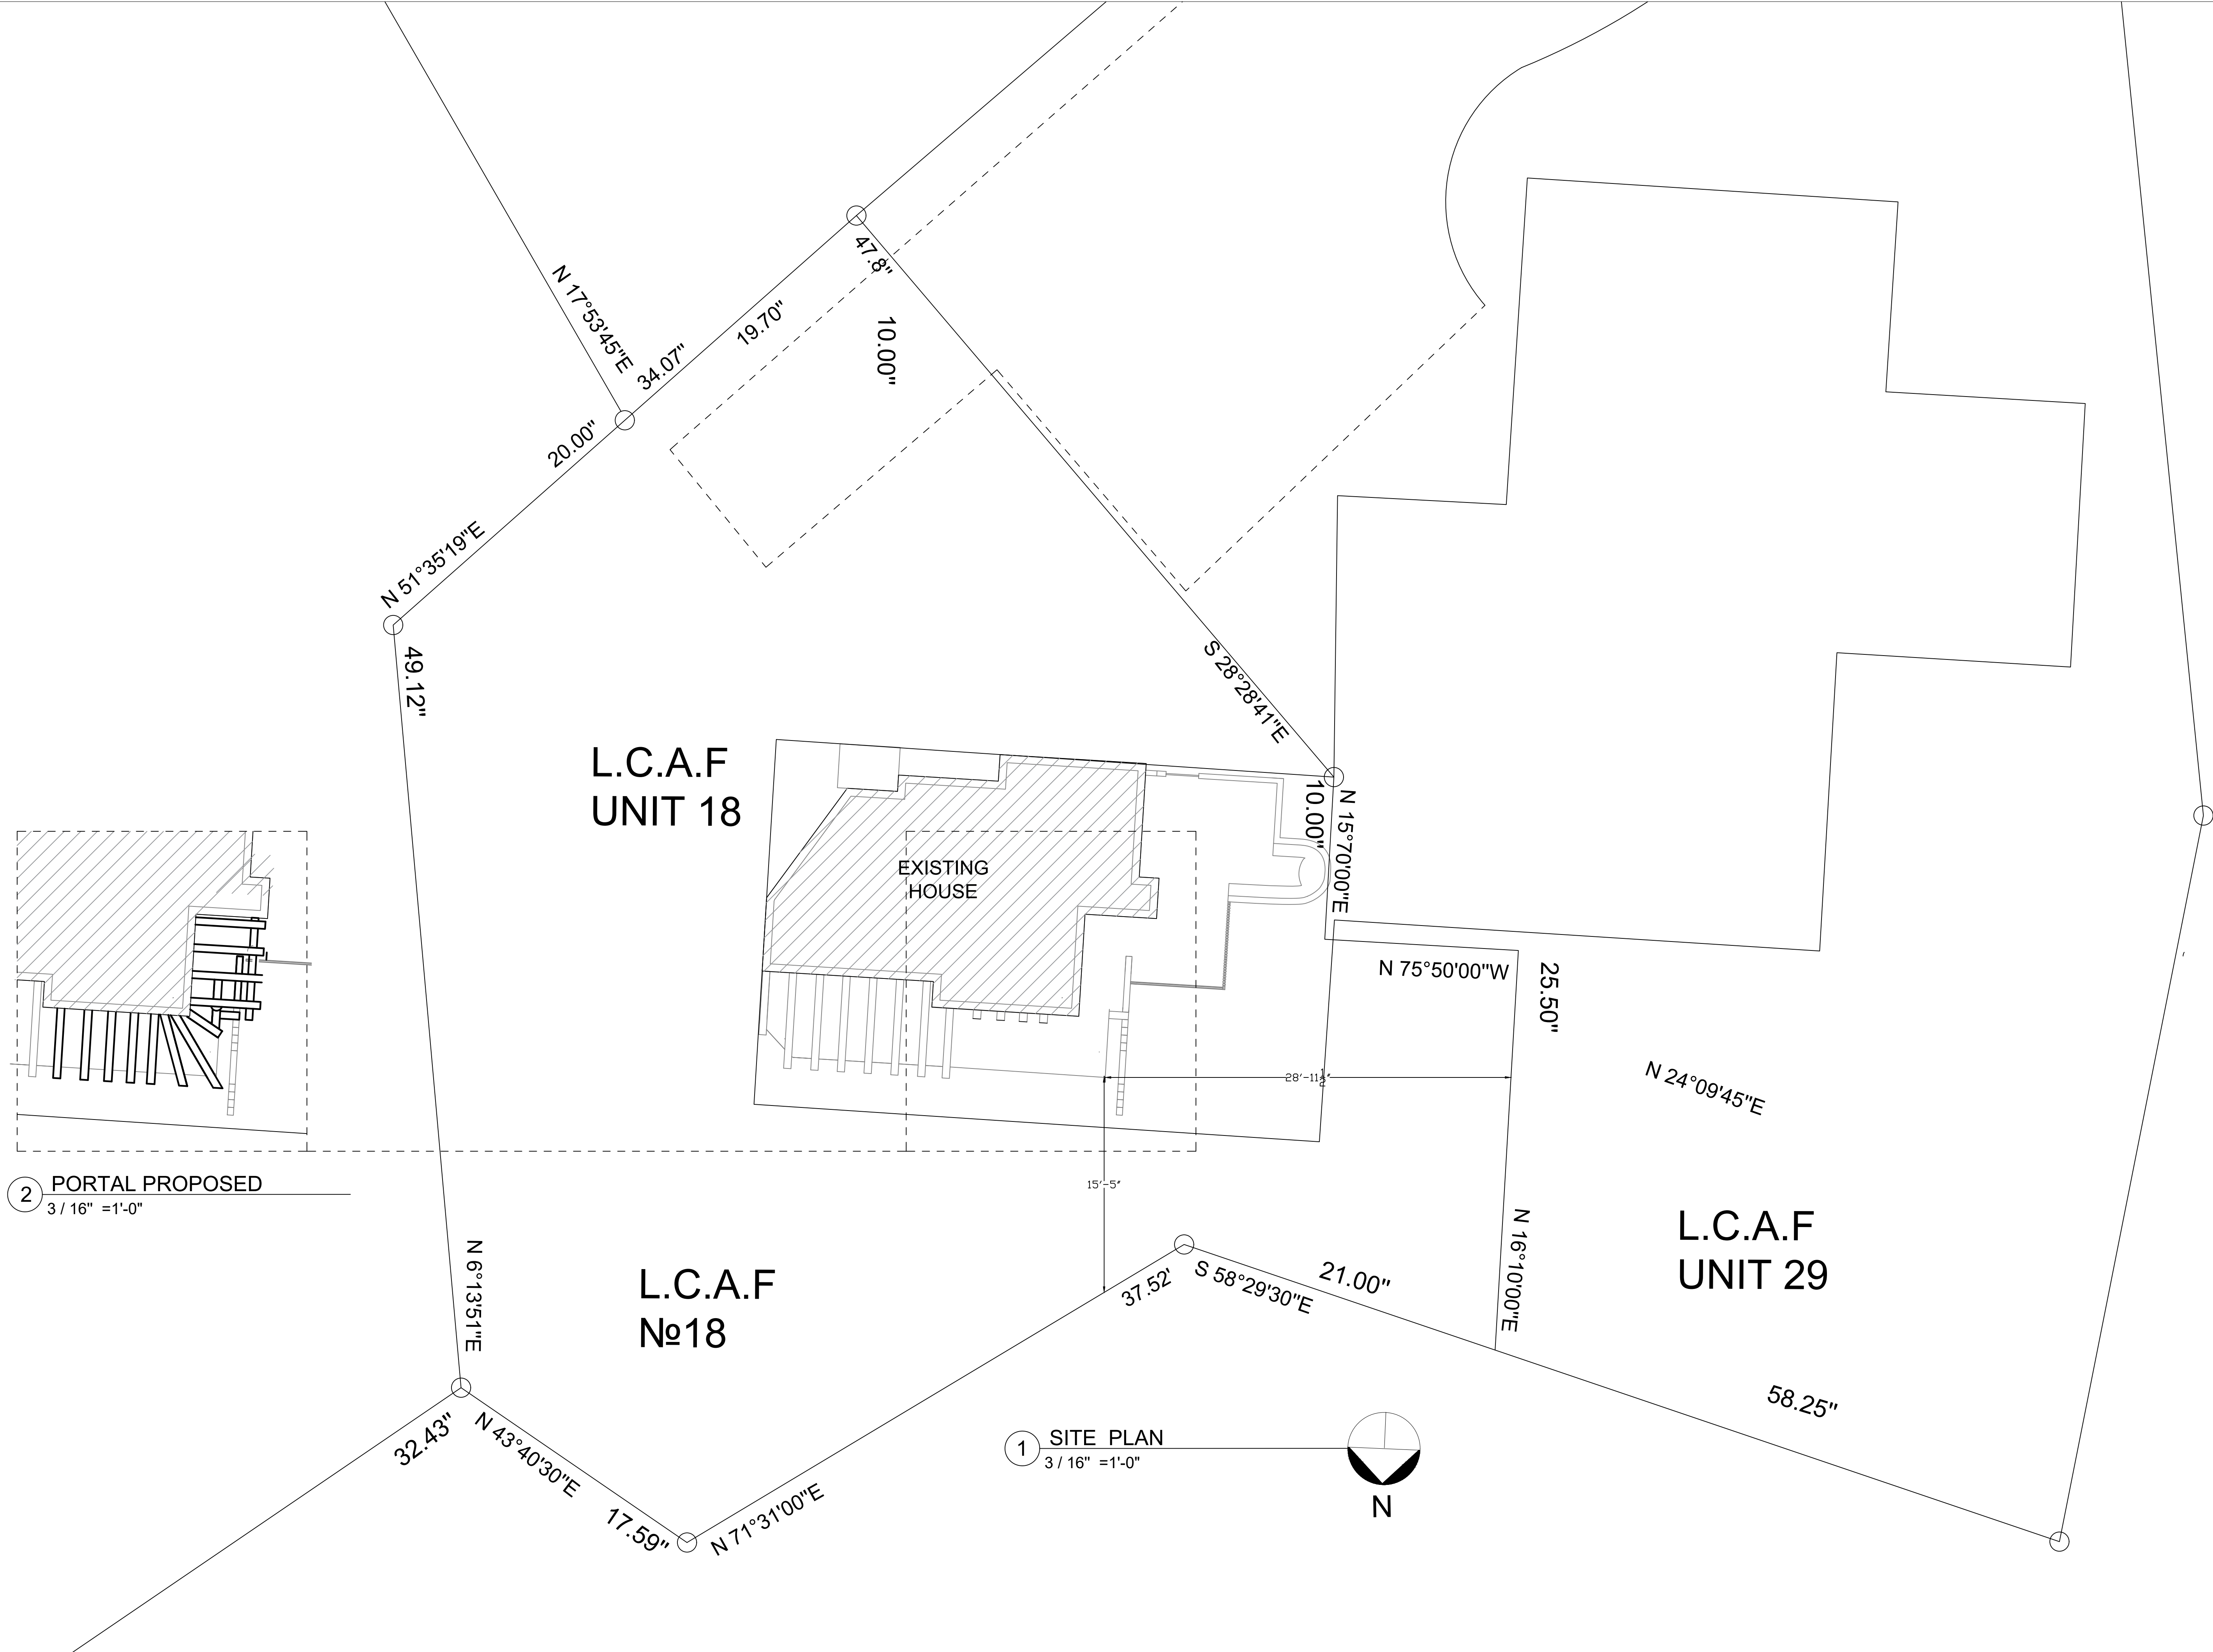 47.8"
N 17°53'45"E
19.70"
10.00"
34.07"
20.00"
N 51°35'19"E
49.12"
S 28°28'41"E
L.C.A.F
UNIT 18
10.00"
N 15°70'00"E
EXISTING
HOUSE
N 75°50'00"W
25.50"
28'-11 1/2"
N 24°09'45"E
2 PORTAL PROPOSED
3 / 16" =1'-0"
15'-5"
N 6°13'51"E
L.C.A.F
№18
37.52'
S 58°29'30"E
21.00"
N 16°10'00"E
L.C.A.F
UNIT 29
58.25"
32.43"
N 43°40'30"E
17.59"
N 71°31'00"E
1 SITE PLAN
3 / 16" =1'-0"
N